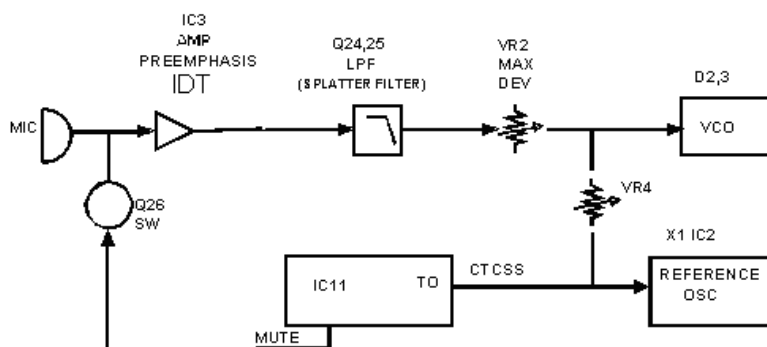 IC3
AMP
PREEMPHASIS
IDT
Q24,25
LPF
(SPLATTER FILTER)
VR2
MAX
DEV
D2,3
MIC
VCO
Q26
SW
VR4
X1 IC2
IC11
TO
CTCSS
REFERENCE
OSC
MUTE